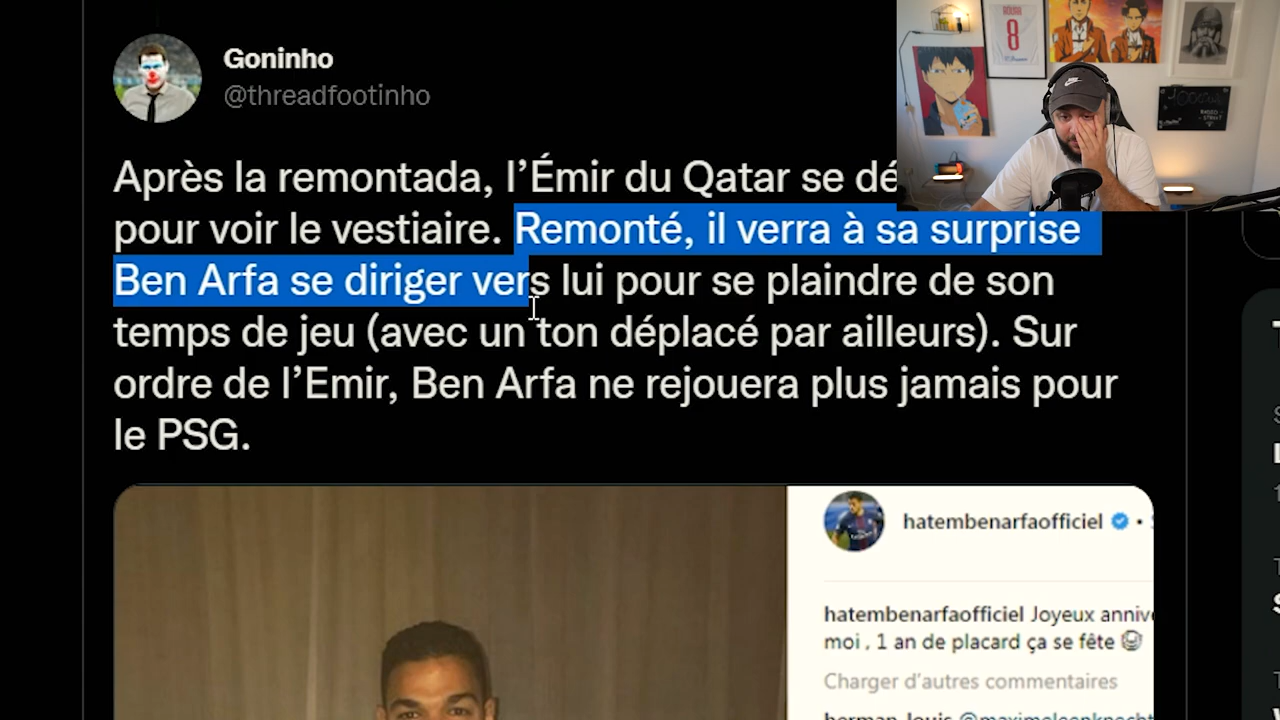 Goninho
@threadfootinho
Après la remontada, l’Émir du Qatar se dé
pour voir le vestiaire. Remonté, il verra à sa surprise
Ben Arfa se diriger vers lui pour se plaindre de son
temps de jeu (avec un ton déplacé par ailleurs). Sur
ordre de l’Emir, Ben Arfa ne rejouera plus jamais pour
le PSG.
hatembenarfaofficiel
hatembenarfaofficiel Joyeux anniv
moi , 1 an de placard ça se fête
Charger d'autres commentaires
8